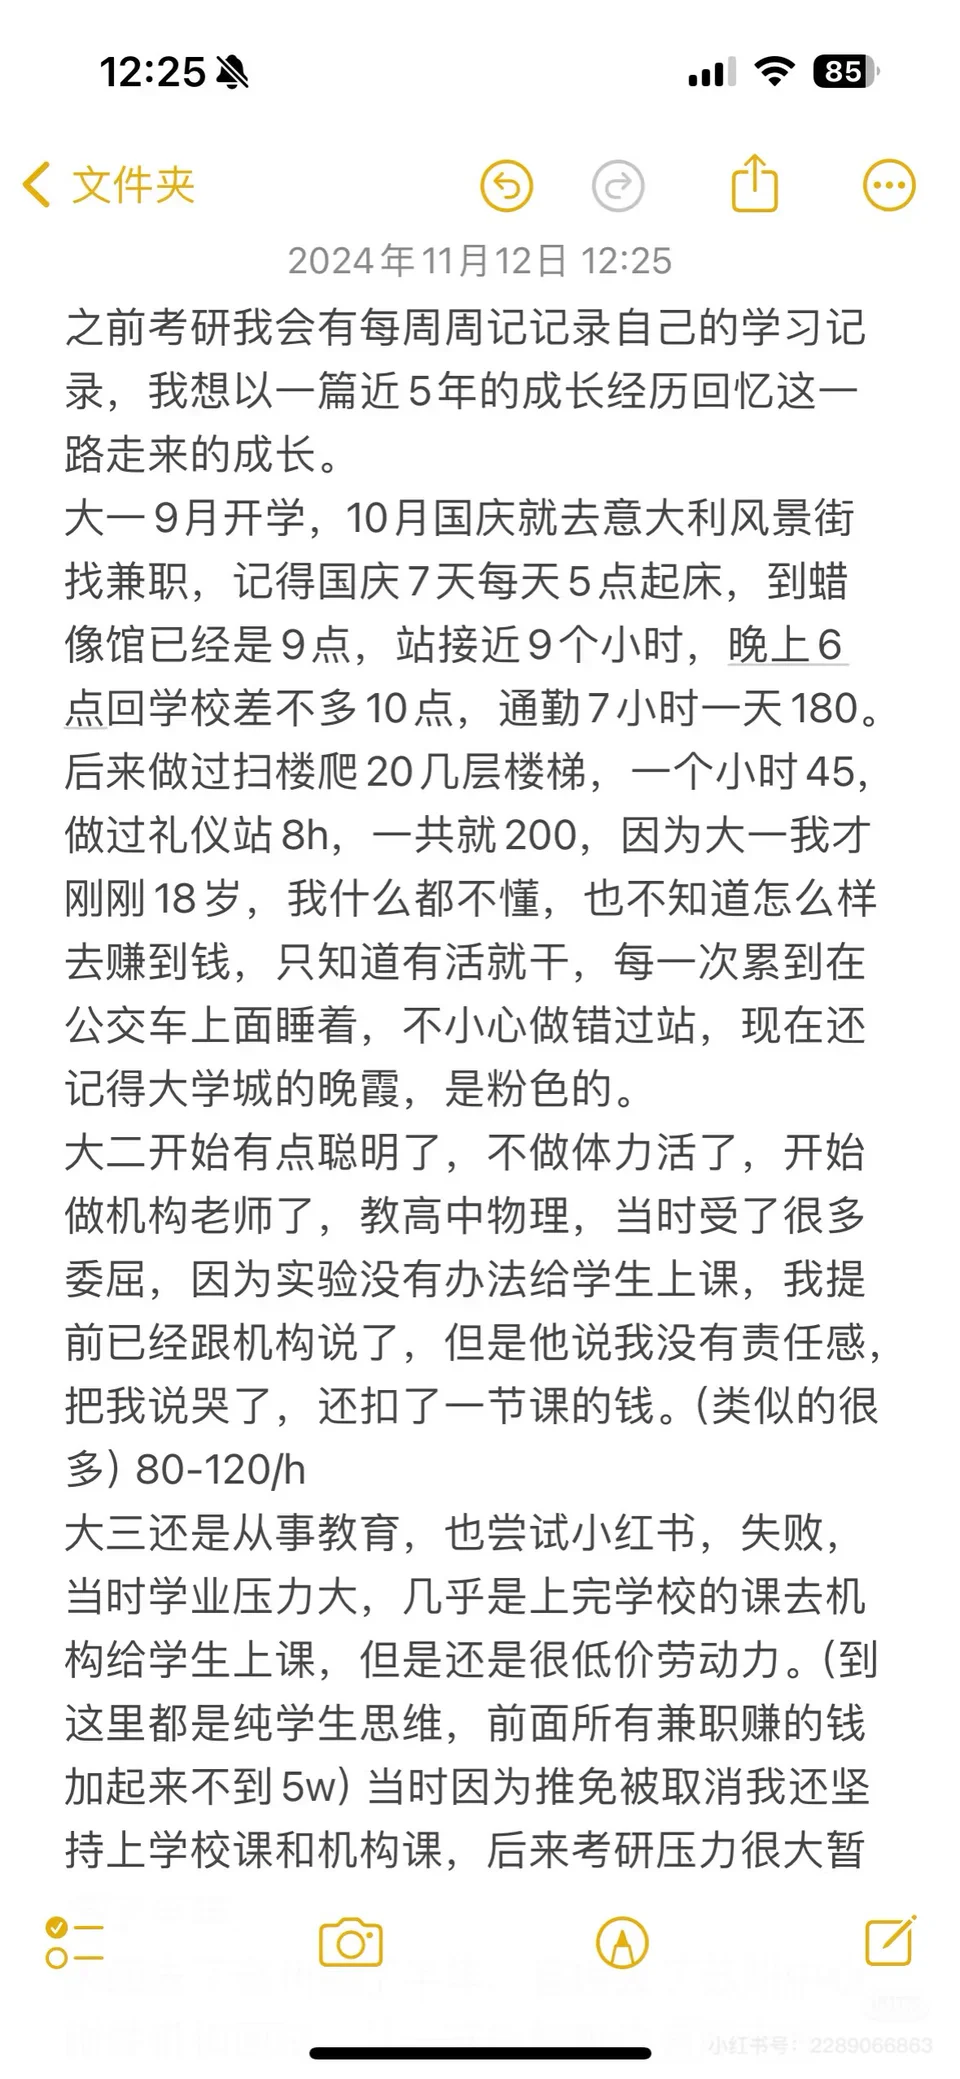 12:25
85
文件夹
2024年11月12日 12:25
之前考研我会有每周周记记录自己的学习记
录，我想以一篇近5年的成长经历回忆这一
路走来的成长。
大一9月开学，10月国庆就去意大利风景街
找兼职，记得国庆7天每天5点起床，到蜡
像馆已经是9点，站接近9个小时，晚上6
点回学校差不多10点，通勤7小时一天180。
后来做过扫楼爬20几层楼梯，一个小时45，
做过礼仪站8h，一共就200，因为大一我才
刚刚18岁，我什么都不懂，也不知道怎么样
去赚到钱，只知道有活就干，每一次累到在
公交车上面睡着，不小心做错过站，现在还
记得大学城的晚霞，是粉色的。
大二开始有点聪明了，不做体力活了，开始
做机构老师了，教高中物理，当时受了很多
委屈，因为实验没有办法给学生上课，我提
前已经跟机构说了，但是他说我没有责任感，
把我说哭了，还扣了一节课的钱。（类似的很
多）80-120/h
大三还是从事教育，也尝试小红书，失败，
当时学业压力大，几乎是上完学校的课去机
构给学生上课，但是还是很低价劳动力。（到
这里都是纯学生思维，前面所有兼职赚的钱
加起来不到5w）当时因为推免被取消我还坚
持上学校课和机构课，后来考研压力很大暂
小红书号：2289066863